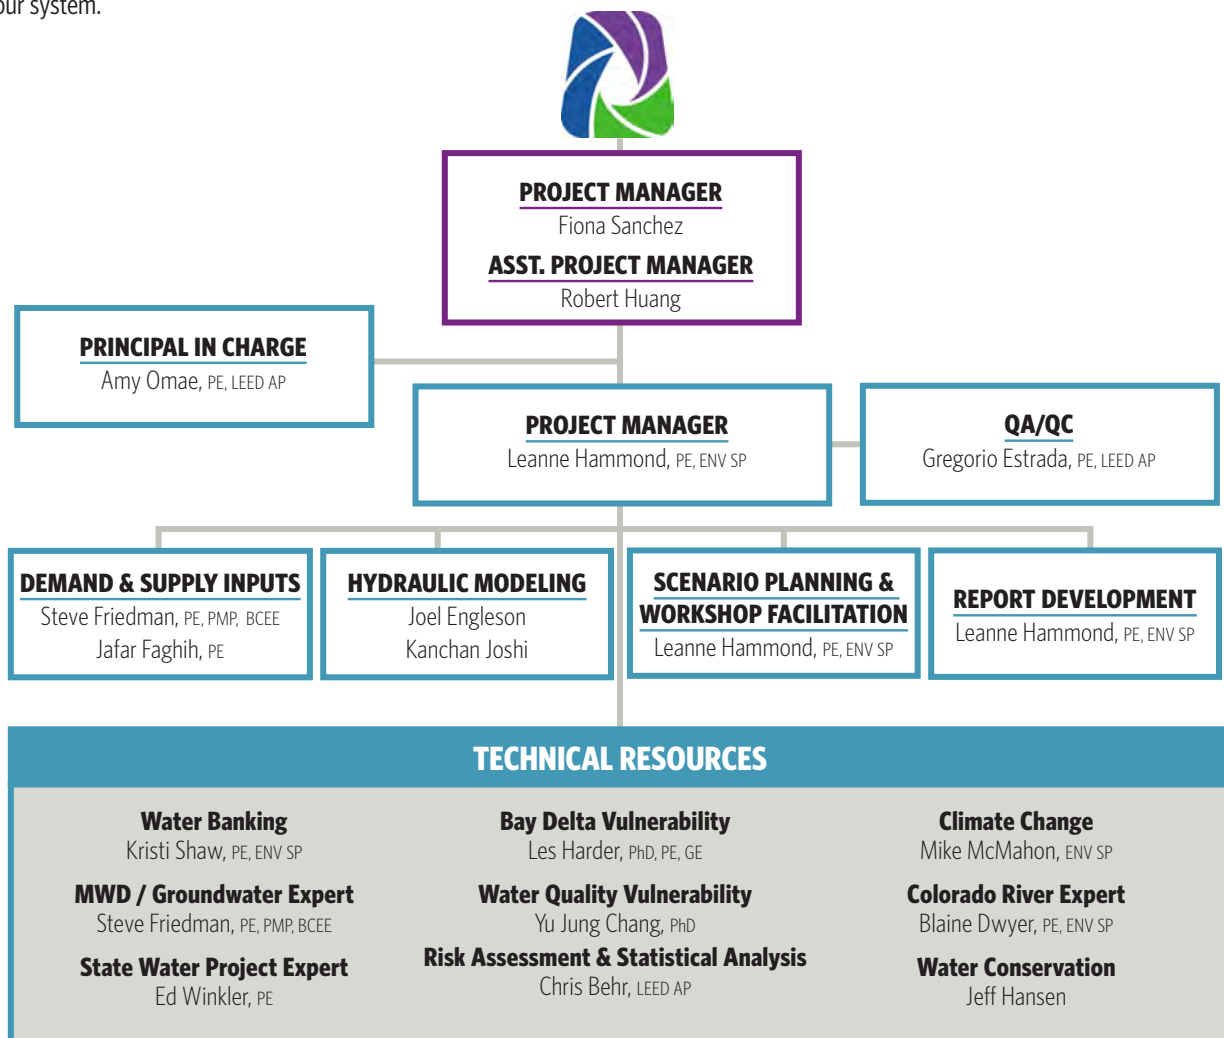 our system.
PROJECT MANAGER
Fiona Sanchez
ASST. PROJECT MANAGER
Robert Huang
PRINCIPAL IN CHARGE
Amy Omae, PE, LEED AP
PROJECT MANAGER
Leanne Hammond, PE, ENV SP
QA/QC
Gregorio Estrada, PE, LEED AP
DEMAND & SUPPLY INPUTS
Steve Friedman, PE, PMP, BCEE
Jafar Faghih, PE
HYDRAULIC MODELING
Joel Engleson
Kanchan Joshi
SCENARIO PLANNING &
WORKSHOP FACILITATION
Leanne Hammond, PE, ENV SP
REPORT DEVELOPMENT
Leanne Hammond, PE, ENV SP
TECHNICAL RESOURCES
Water Banking
Kristi Shaw, PE, ENV SP
MWD / Groundwater Expert
Steve Friedman, PE, PMP, BCEE
State Water Project Expert
Ed Winkler, PE
Bay Delta Vulnerability
Les Harder, PhD, PE, GE
Water Quality Vulnerability
Yu Jung Chang, PhD
Risk Assessment & Statistical Analysis
Chris Behr, LEED AP
Climate Change
Mike McMahon, ENV SP
Colorado River Expert
Blaine Dwyer, PE, ENV SP
Water Conservation
Jeff Hansen